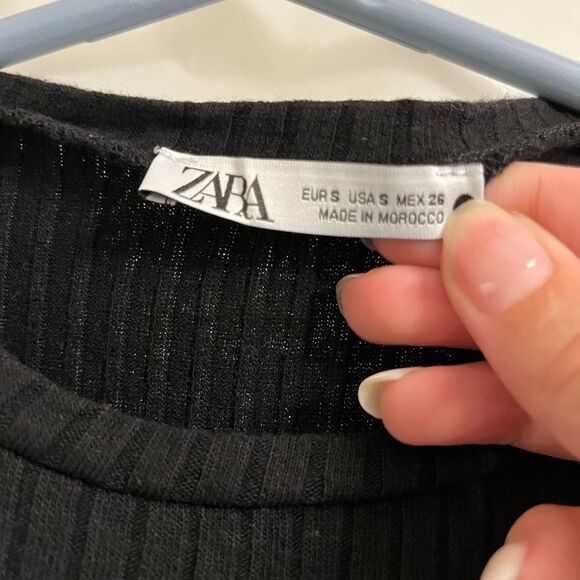 ZARA
EUR S USA S MEX 26
MADE IN MOROCCO